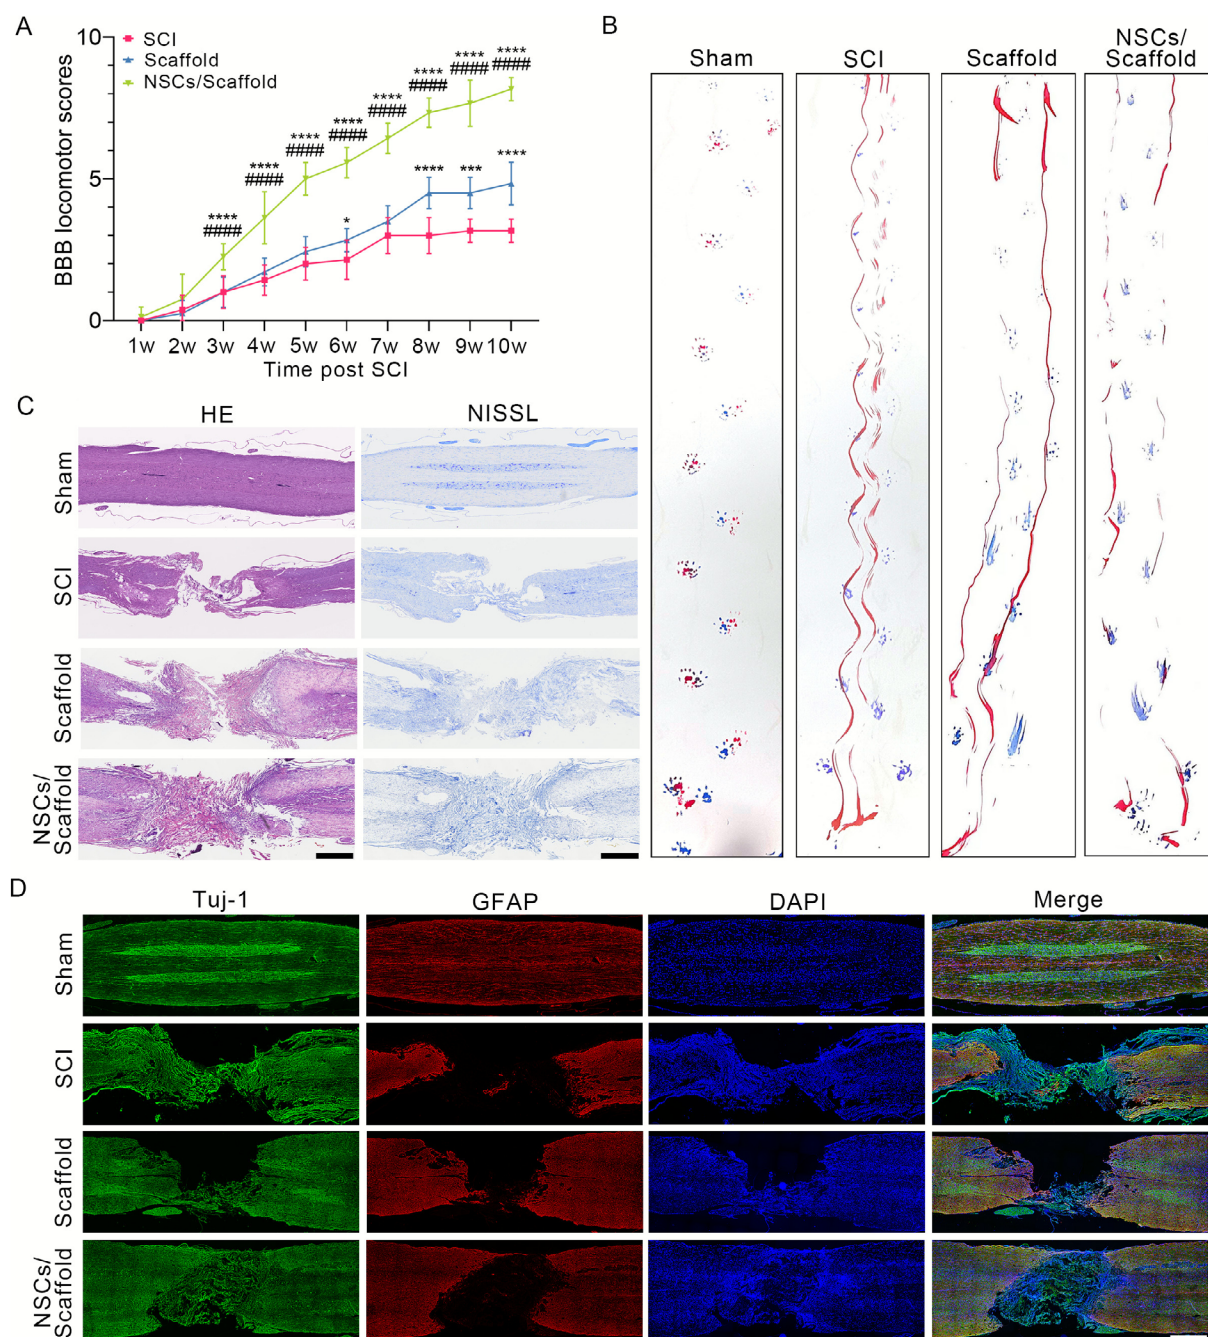 A
10
SCI
Scaffold
NSCs/Scaffold
****
####
****
####
****
####
****
####
****
####
****
####
****
####
****
####
*
****
***
****
5
0
BBB locomotor scores
1w 2w 3w 4w 5w 6w 7w 8w 9w 10w
Time post SCI
B
Sham
SCI
Scaffold
NSCs/
Scaffold
C
HE
NISSL
Sham
SCI
Scaffold
NSCs/
Scaffold
D
Tuj-1
GFAP
DAPI
Merge
Sham
SCI
Scaffold
NSCs/
Scaffold